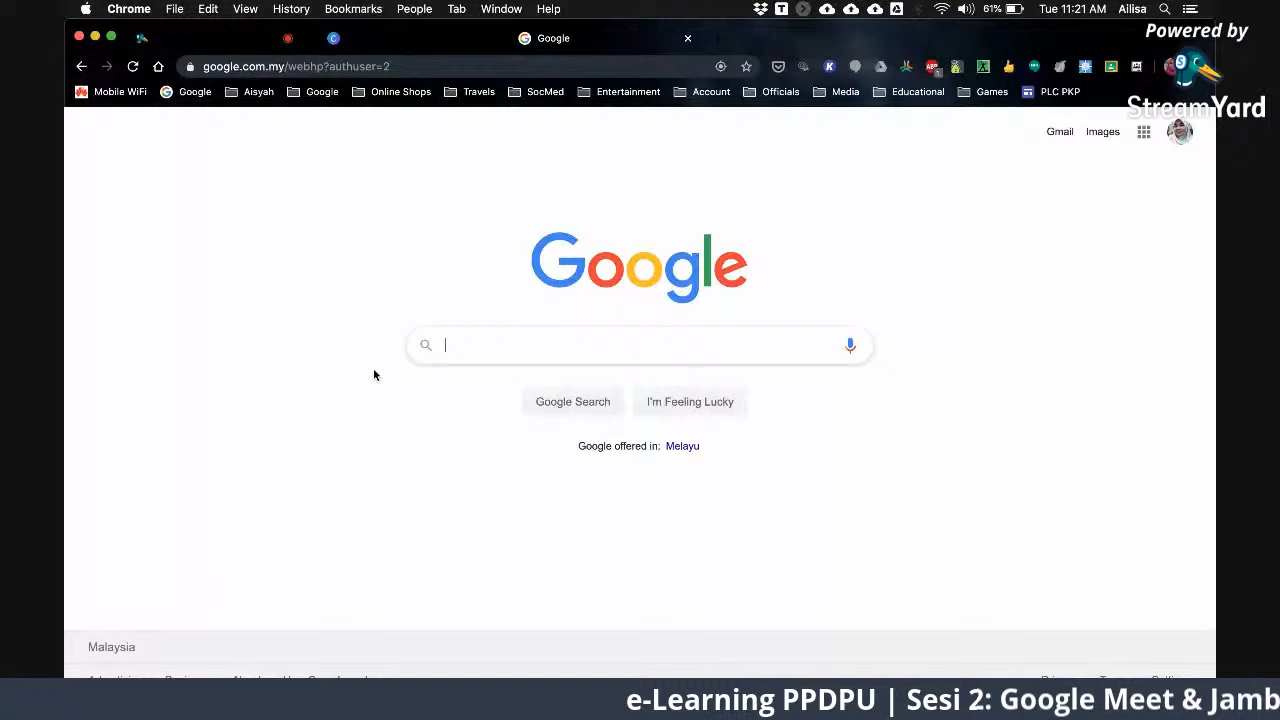 Chrome File Edit View History Bookmarks People Tab Window Help 61% Tue 11:21 AM Ailisa
Powered by
StreamYard
Google
google.com.my/webhp?authuser=2
Mobile WiFi Google Aisyah Google Online Shops Travels SocMed Entertainment Account Officials Media Educational Games PLC PKP
Gmail Images
Google
Google Search I'm Feeling Lucky
Google offered in: Melayu
Malaysia
e-Learning PPDPU | Sesi 2: Google Meet & Jamb